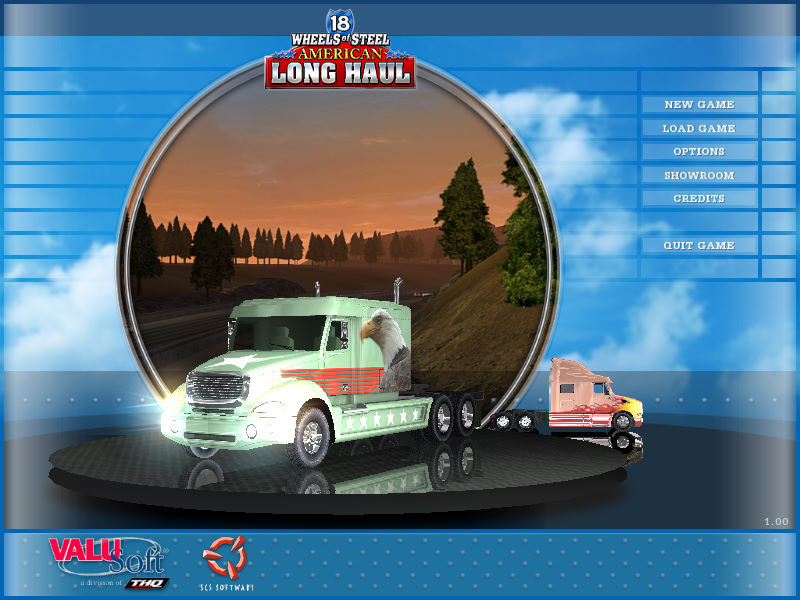 18
WHEELS of STEEL
AMERICAN
LONG HAUL
NEW GAME
LOAD GAME
OPTIONS
SHOWROOM
CREDITS
QUIT GAME
1.00
VALUSoft
a division of THQ
SCS SOFTWARE